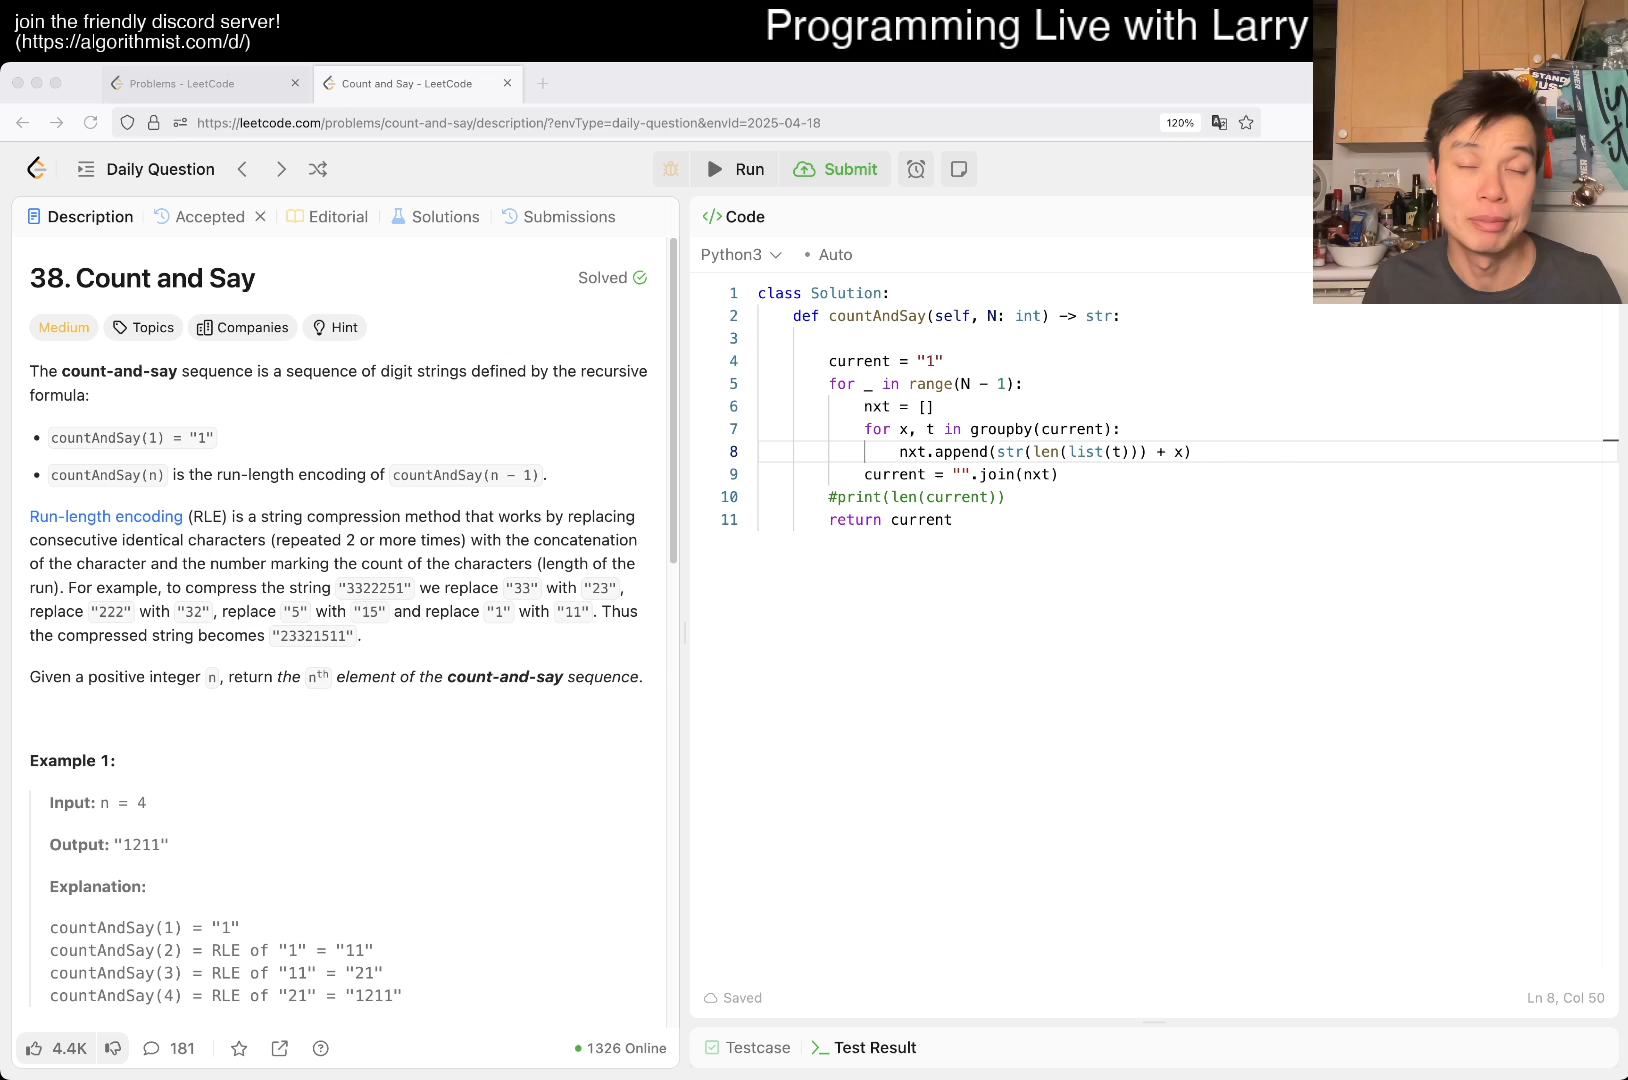 join the friendly discord server!
(https://algorithmist.com/d/)
Programming Live with Larry
Problems - LeetCode
Count and Say - LeetCode
https://leetcode.com/problems/count-and-say/description/?envType=daily-question&envId=2025-04-18
120%
Daily Question
Run
Submit
Description
Accepted
Editorial
Solutions
Submissions
38. Count and Say
Solved
Medium
Topics
Companies
Hint
The count-and-say sequence is a sequence of digit strings defined by the recursive
formula:
• countAndSay(1) = "1"
• countAndSay(n) is the run-length encoding of countAndSay(n - 1).
Run-length encoding (RLE) is a string compression method that works by replacing
consecutive identical characters (repeated 2 or more times) with the concatenation
of the character and the number marking the count of the characters (length of the
run). For example, to compress the string "3322251" we replace "33" with "23",
replace "222" with "32", replace "5" with "15" and replace "1" with "11". Thus
the compressed string becomes "23321511".
Given a positive integer n, return the nth element of the count-and-say sequence.
Example 1:
Input: n = 4
Output: "1211"
Explanation:
countAndSay(1) = "1"
countAndSay(2) = RLE of "1" = "11"
countAndSay(3) = RLE of "11" = "21"
countAndSay(4) = RLE of "21" = "1211"
4.4K
181
1326 Online
</> Code
Python3
• Auto
1 class Solution:
2 def countAndSay(self, N: int) -> str:
3
4 current = "1"
5 for _ in range(N - 1):
6 nxt = []
7 for x, t in groupby(current):
8 nxt.append(str(len(list(t))) + x)
9 current = "".join(nxt)
10 #print(len(current))
11 return current
Saved
Ln 8, Col 50
Testcase
Test Result
STAND